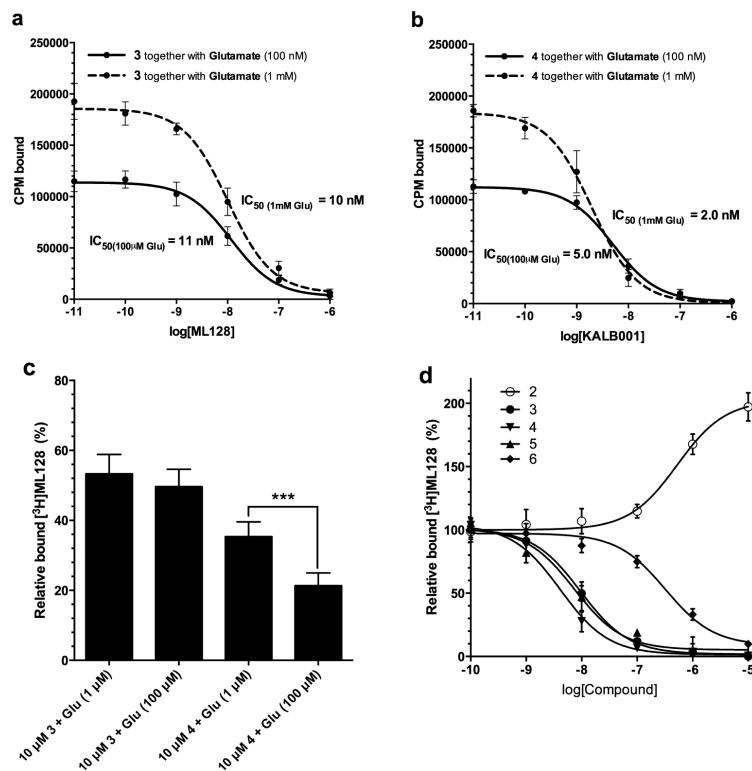 a
3 together with Glutamate (100 nM)
3 together with Glutamate (1 mM)
250000
200000
150000
100000
50000
0
CPM bound
IC50 (1mM Glu) = 10 nM
IC50(100µM Glu) = 11 nM
-11 -10 -9 -8 -7 -6
log[ML128]
b
4 together with Glutamate (100 nM)
4 together with Glutamate (1 mM)
250000
200000
150000
100000
50000
0
CPM bound
IC50 (1mM Glu) = 2.0 nM
IC50(100µM Glu) = 5.0 nM
-11 -10 -9 -8 -7 -6
log[KALB001]
c
80
60
40
20
0
Relative bound [3H]ML128 (%)
***
10 µM 3 + Glu (1 µM)
10 µM 3 + Glu (100 µM)
10 µM 4 + Glu (1 µM)
10 µM 4 + Glu (100 µM)
d
2
3
4
5
6
200
150
100
50
0
Relative bound [3H]ML128 (%)
-10 -9 -8 -7 -6 -5
log[Compound]